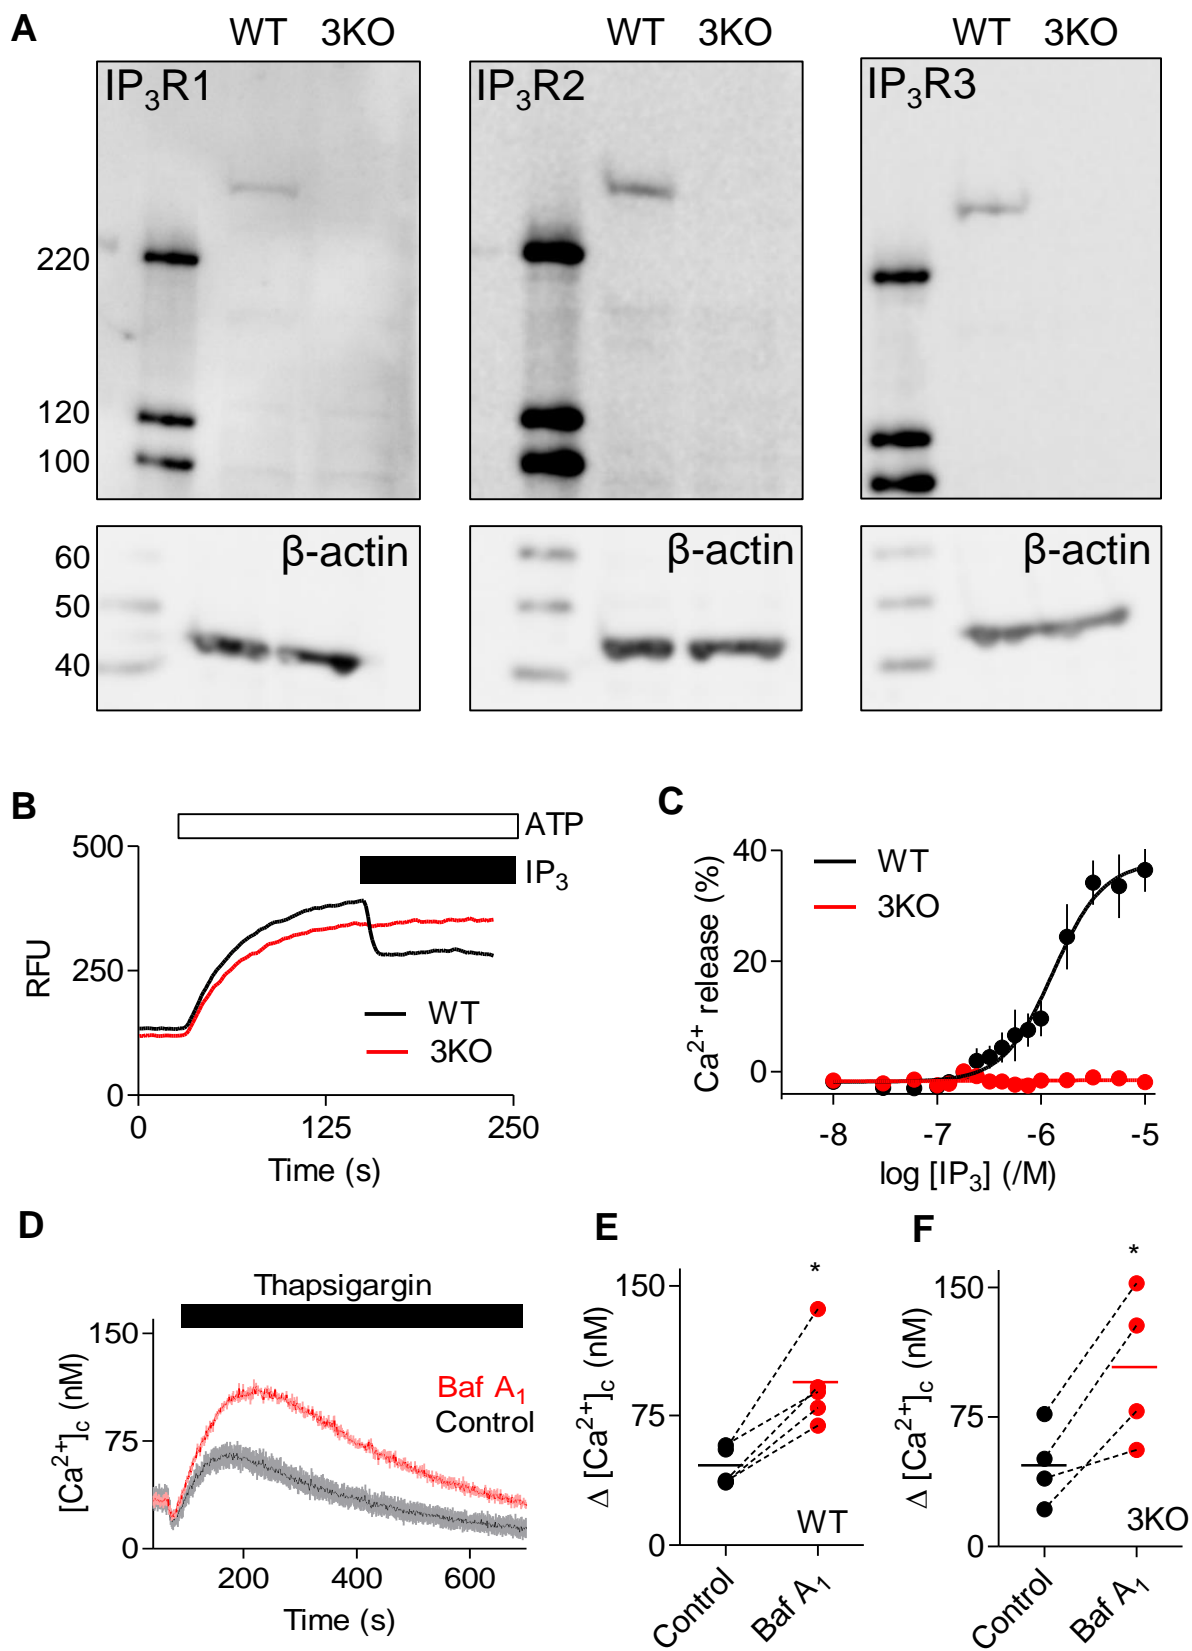 A
WT 3KO
WT 3KO
WT 3KO
IP3R1
IP3R2
IP3R3
220
120
100
β-actin
β-actin
β-actin
60
50
40
B
ATP
IP3
500
250
0
RFU
WT
3KO
0 125 250
Time (s)
C
WT
3KO
40
20
0
Ca2+ release (%)
-8 -7 -6 -5
log [IP3] (/M)
D
Thapsigargin
150
75
0
[Ca2+]c (nM)
Baf A1
Control
200 400 600
Time (s)
E
*
150
75
0
Δ [Ca2+]c (nM)
WT
Control Baf A1
F
*
150
75
0
Δ [Ca2+]c (nM)
3KO
Control Baf A1